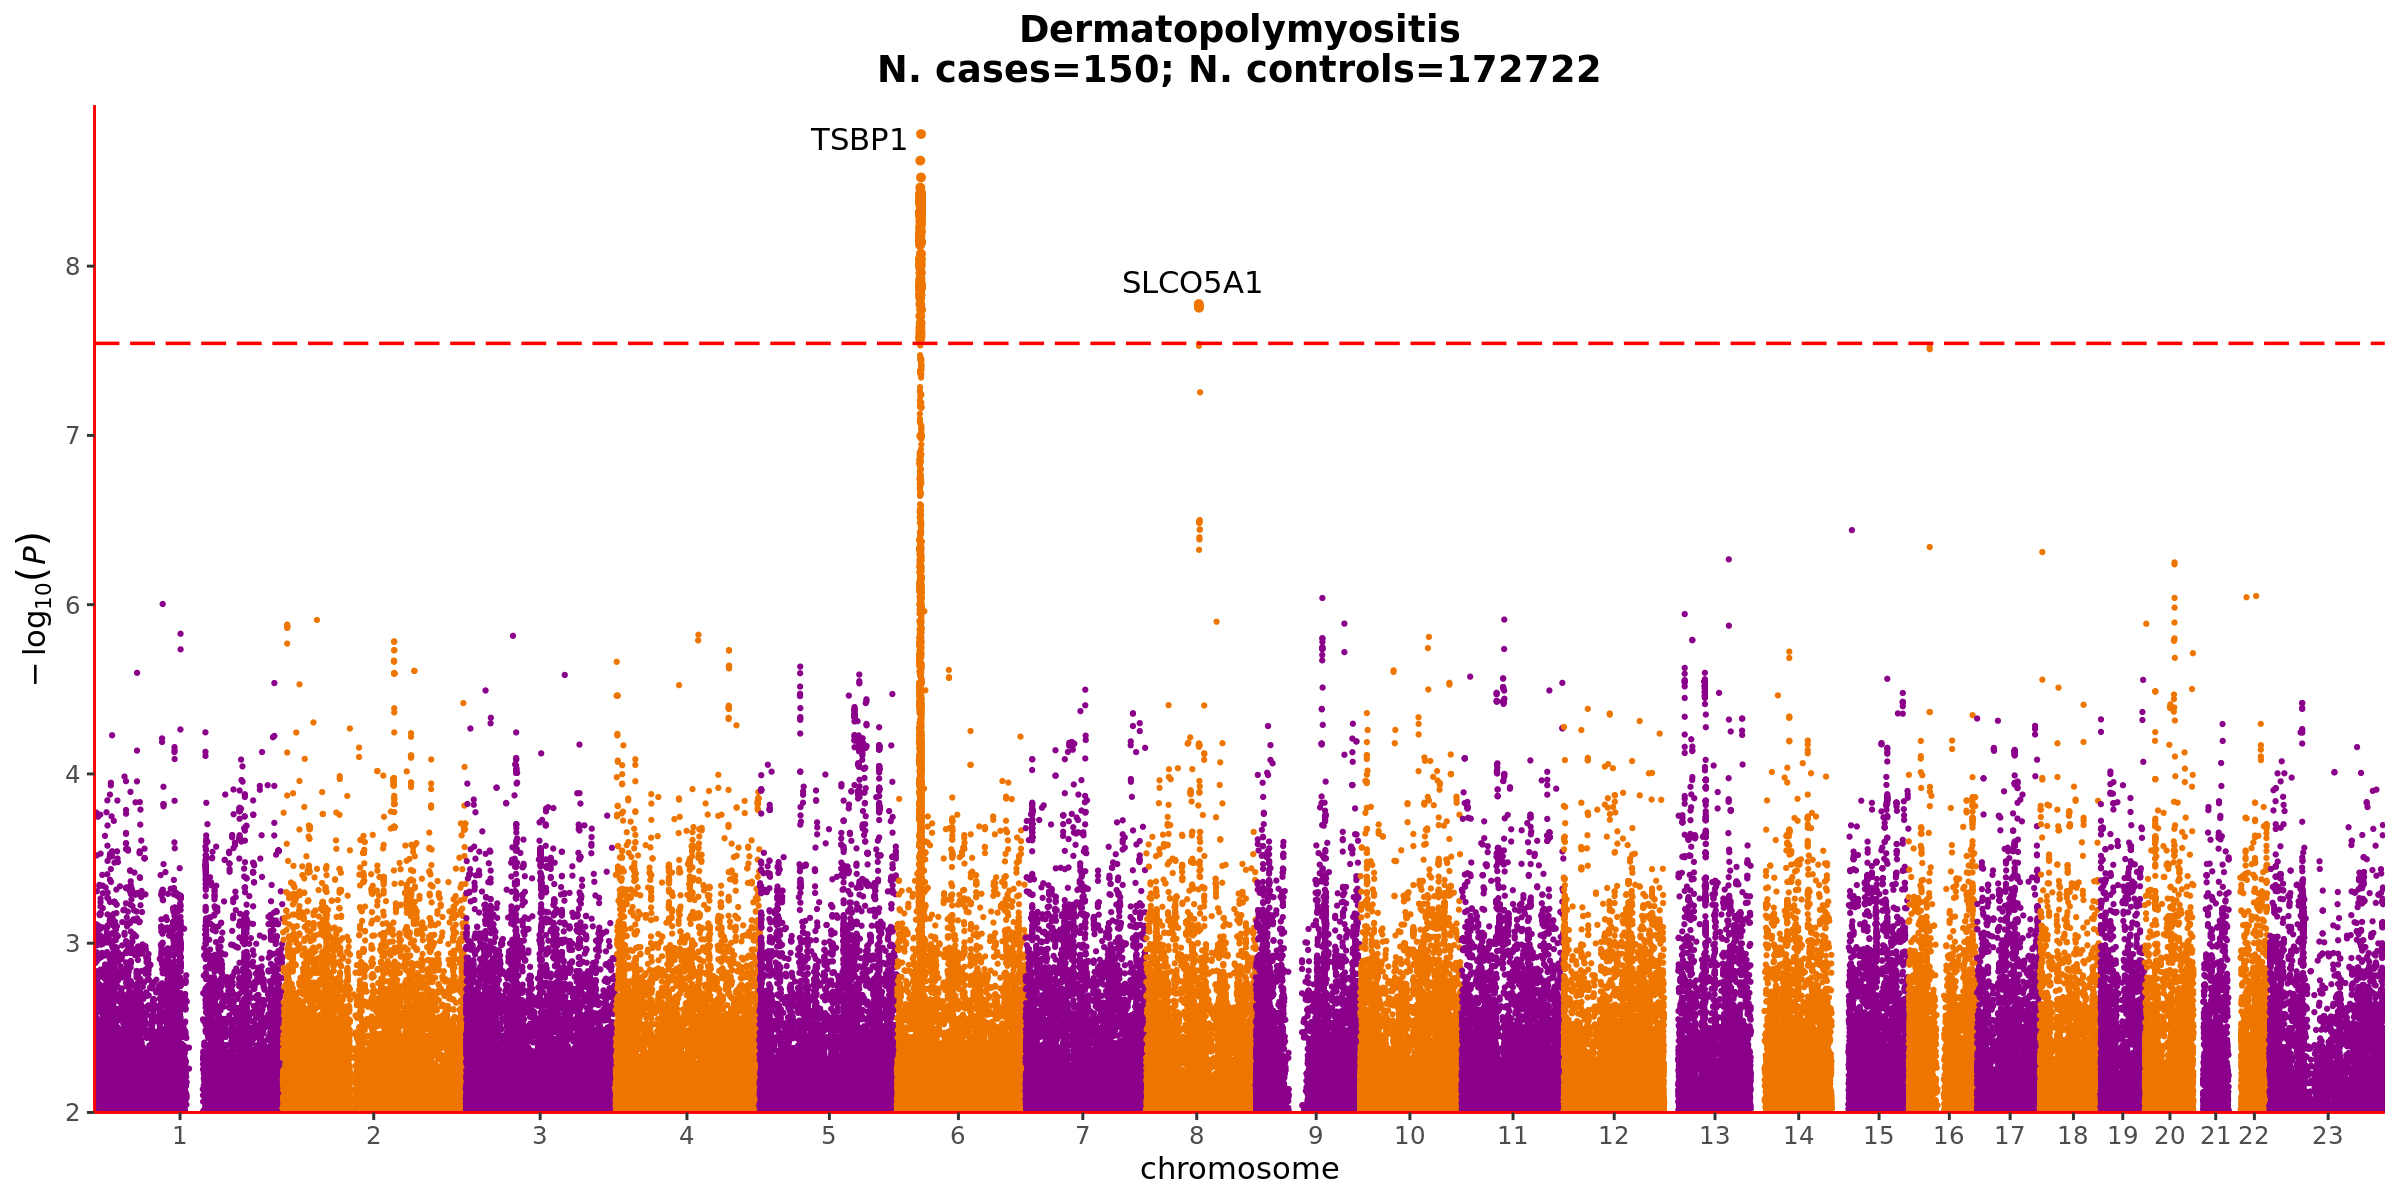 Dermatopolymyositis
N. cases=150; N. controls=172722
TSBP1
SLCO5A1
8
7
6
4
3
2
−log10(P)
1 2 3 4 5 6 7 8 9 10 11 12 13 14 15 16 17 18 19 20 21 22 23
chromosome